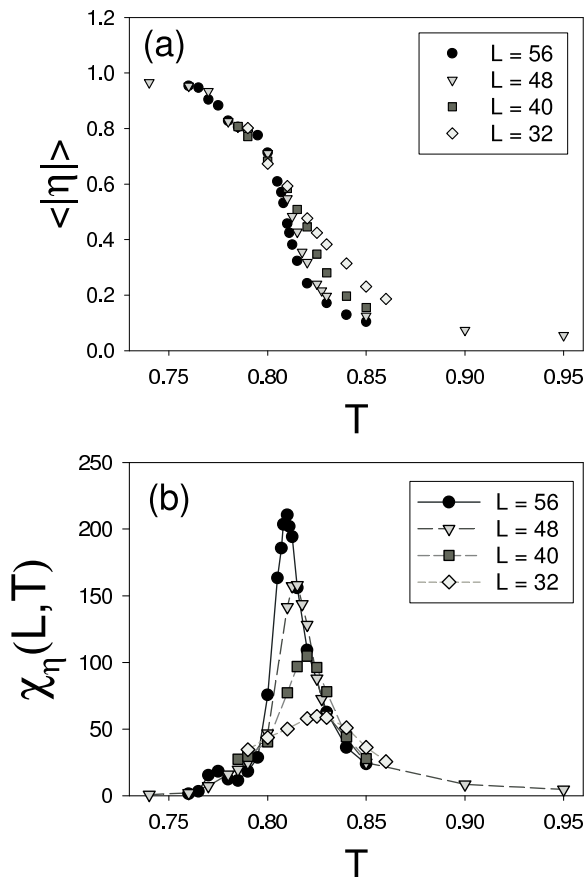 (a)
1.2
1.0
0.8
0.6
0.4
0.2
0.0
<|η|>
L = 56
L = 48
L = 40
L = 32
0.75 0.80 0.85 0.90 0.95
T
(b)
250
200
150
100
50
0
χη(L,T)
L = 56
L = 48
L = 40
L = 32
0.75 0.80 0.85 0.90 0.95
T